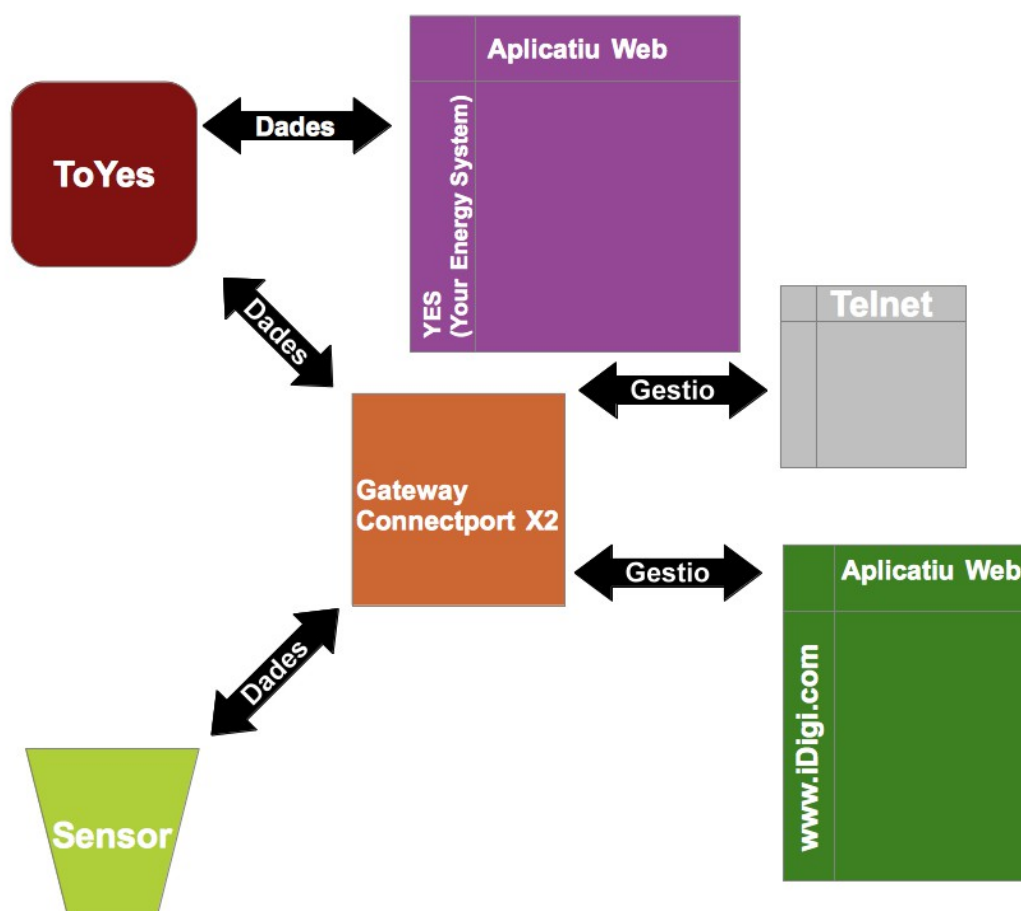 Aplicatiu Web
Dades
ToYes
YES
(Your Energy System)
Dades
Telnet
Gestio
Gateway
Connectport X2
Gestio
Aplicatiu Web
Dades
www.iDigi.com
Sensor